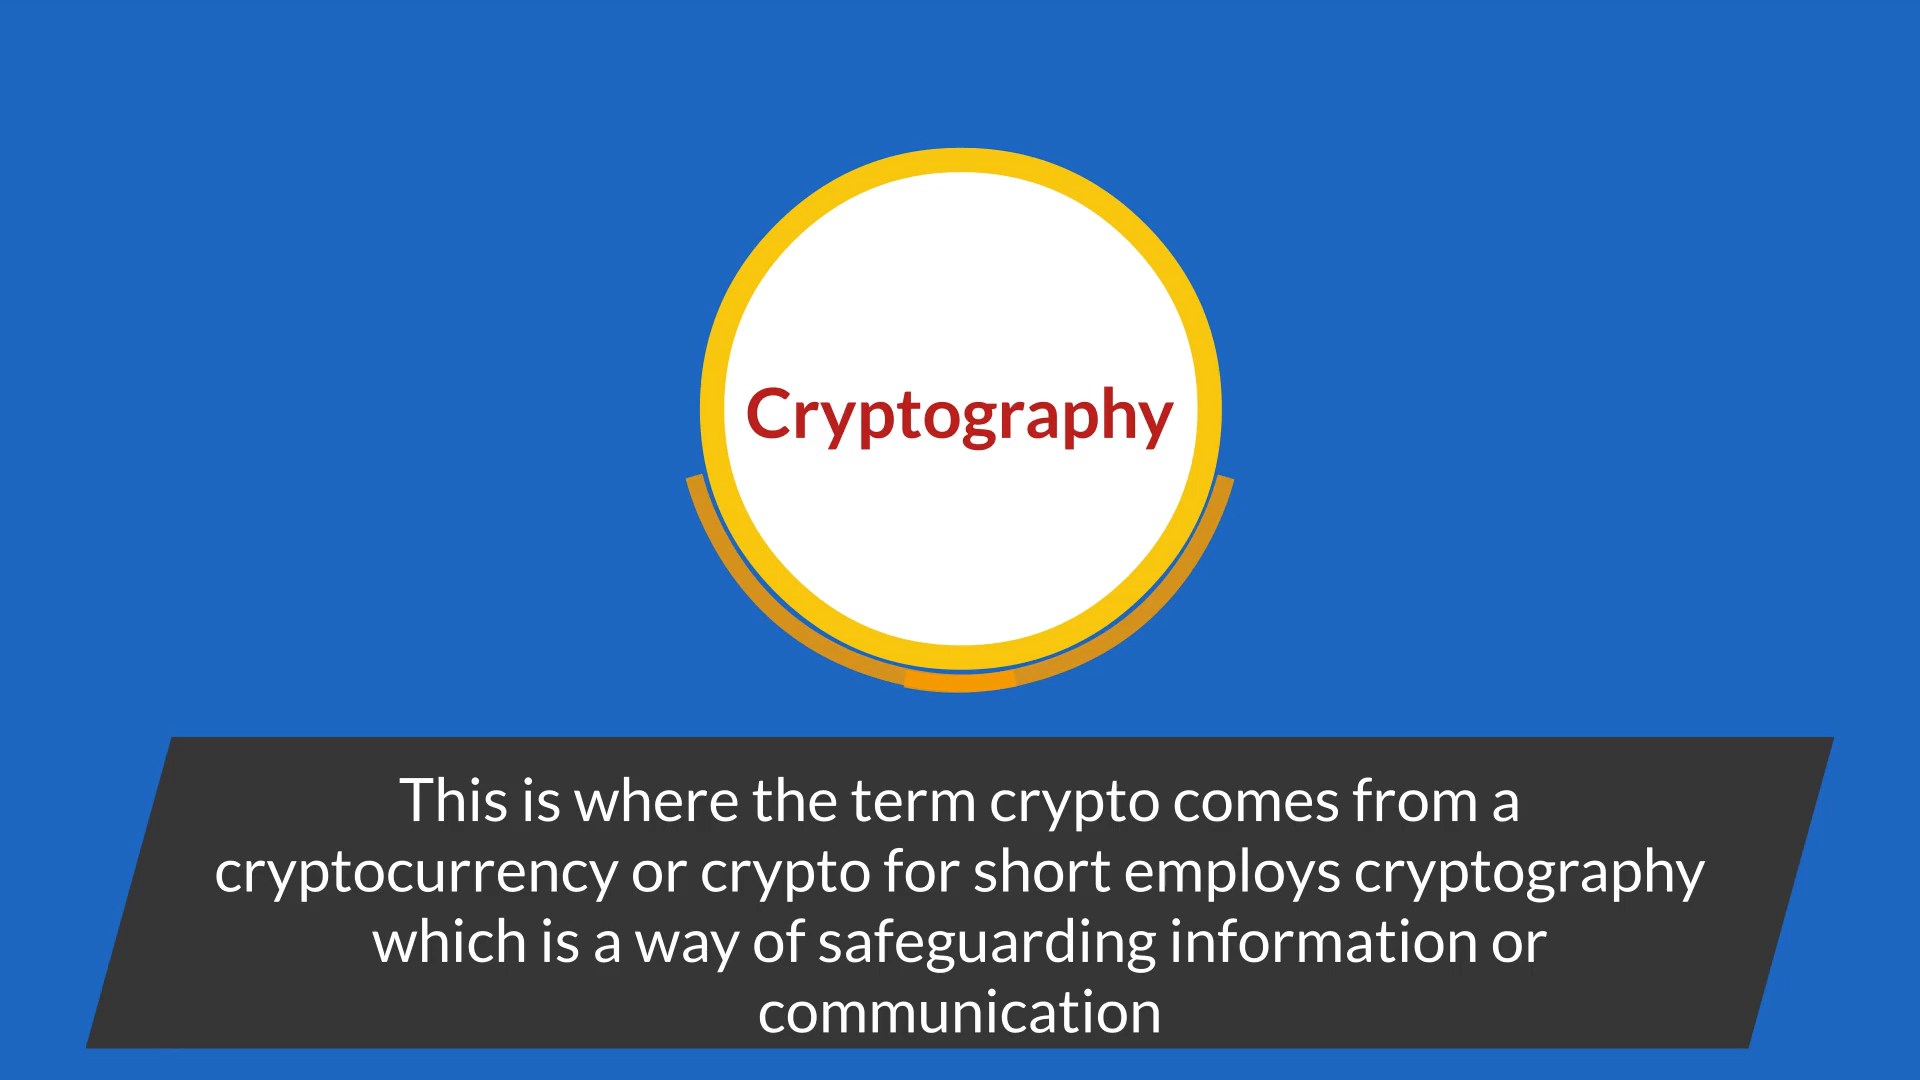 Cryptography
This is where the term crypto comes from a
cryptocurrency or crypto for short employs cryptography
which is a way of safeguarding information or
communication